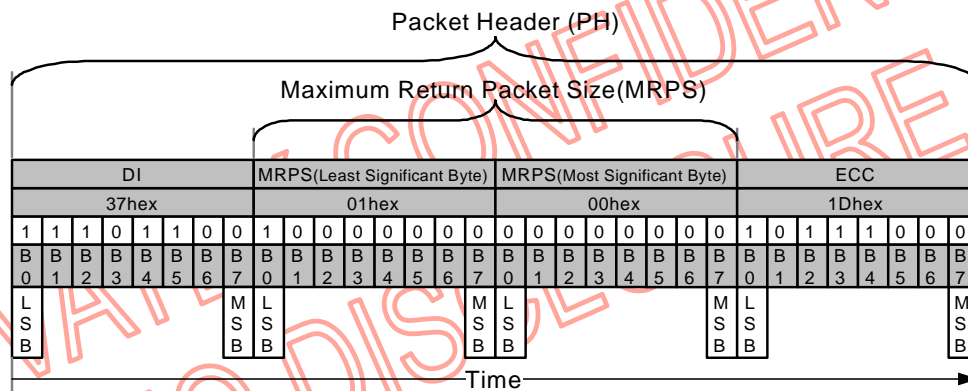 Packet Header (PH)
Maximum Return Packet Size(MRPS)
DI MRPS(Least Significant Byte) MRPS(Most Significant Byte) ECC
37hex 01hex 00hex 1Dhex
1 1 1 0 1 1 0 0 1 0 0 0 0 0 0 0 0 0 0 0 0 0 0 0 1 0 1 1 1 0 0 0
B0 B1 B2 B3 B4 B5 B6 B7 B0 B1 B2 B3 B4 B5 B6 B7 B0 B1 B2 B3 B4 B5 B6 B7 B0 B1 B2 B3 B4 B5 B6 B7
LSB MSB LSB MSB LSB MSB LSB MSB
Time